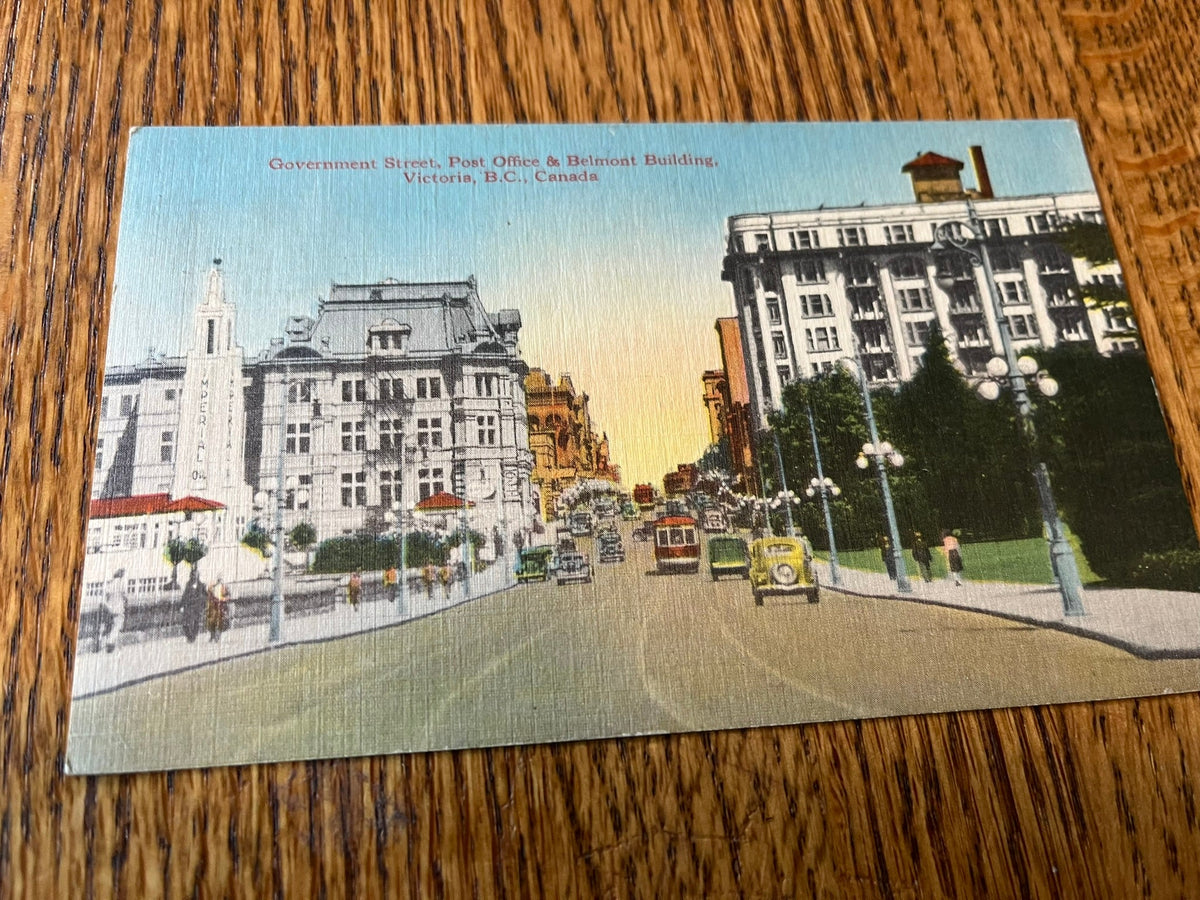 Government Street, Post Office & Belmont Building,
Victoria, B.C., Canada
IMPERIAL OIL